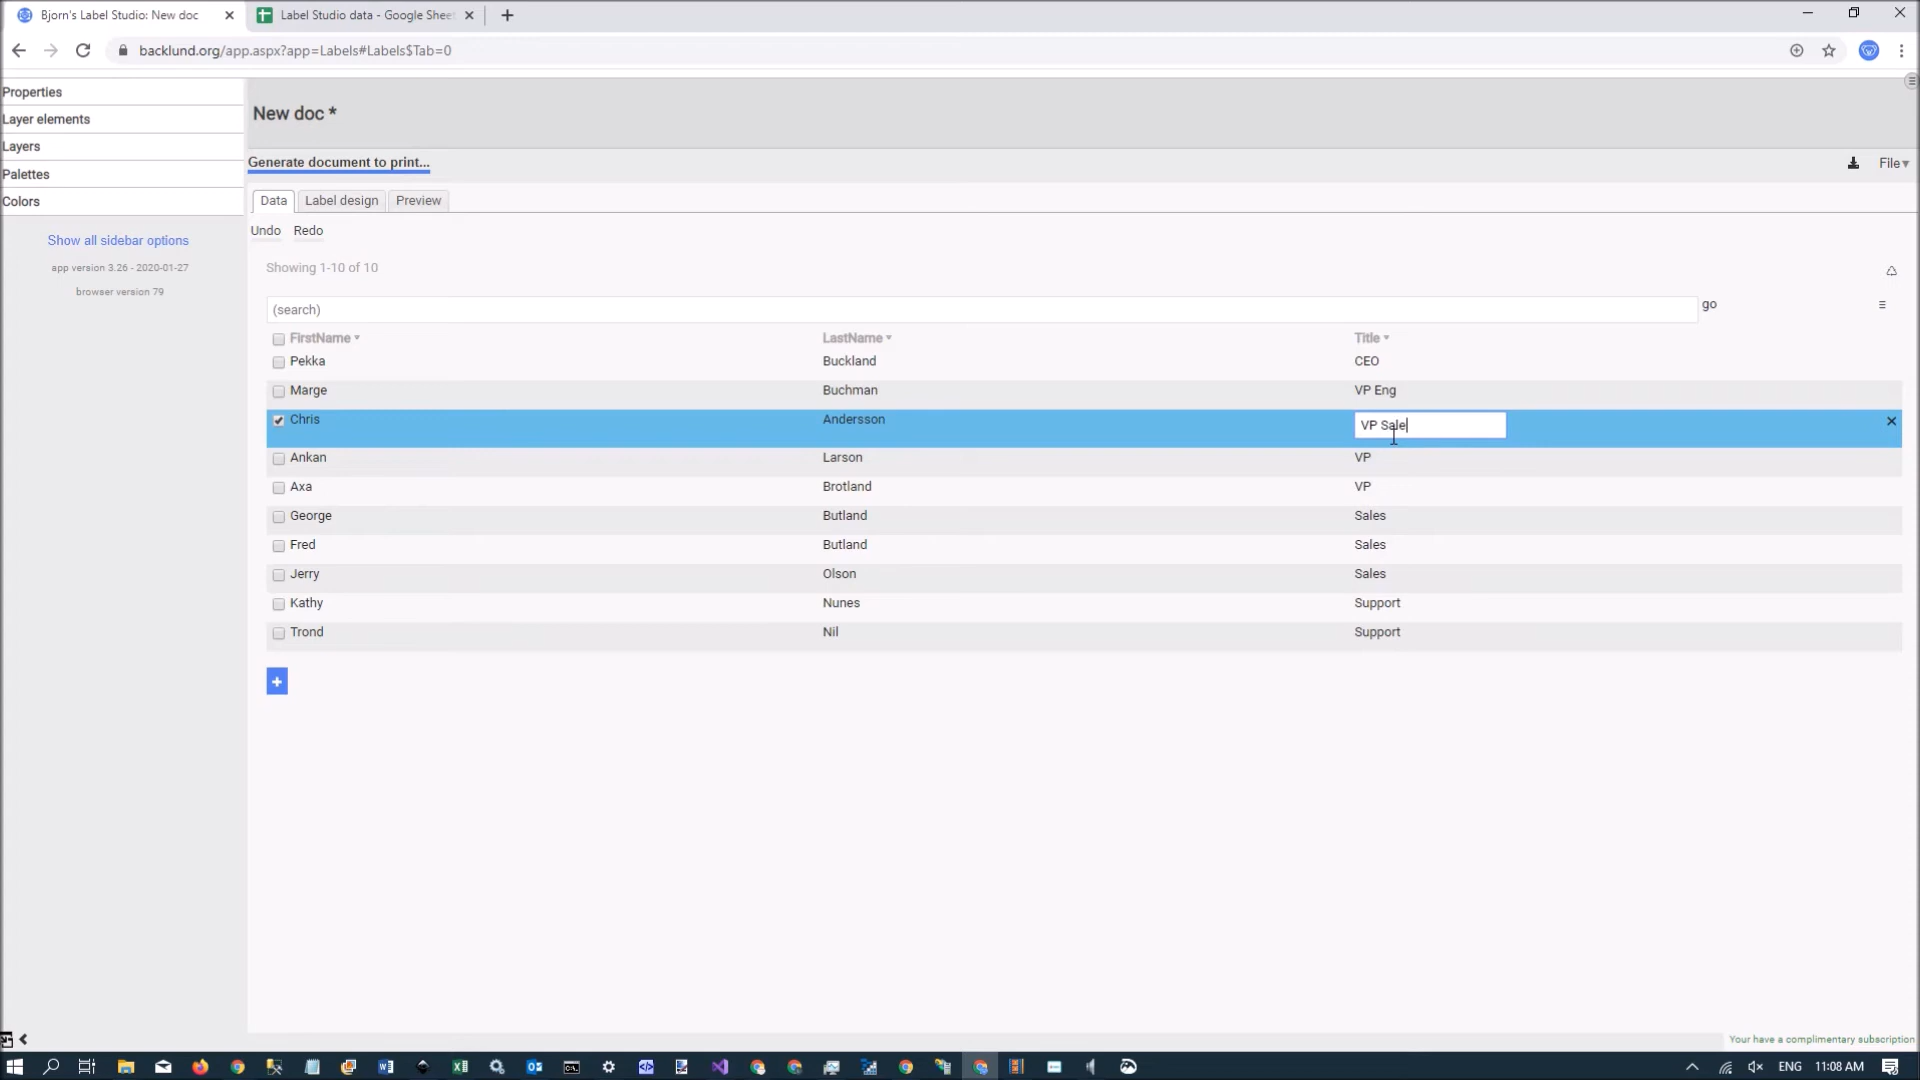 Bjorn's Label Studio: New doc
Label Studio data - Google Shee
backlund.org/app.aspx?app=Labels#Labels$Tab=0
Properties
Layer elements
Layers
Palettes
Colors
Show all sidebar options
app version 3.26 - 2020-01-27
browser version 79
New doc *
Generate document to print...
File
Data Label design Preview
Undo Redo
Showing 1-10 of 10
(search)
go
FirstName LastName Title
Pekka Buckland CEO
Marge Buchman VP Eng
Chris Andersson VP Sale
Ankan Larson VP
Axa Brotland VP
George Butland Sales
Fred Butland Sales
Jerry Olson Sales
Kathy Nunes Support
Trond Nil Support
+
You have a complimentary subscription
ENG 11:08 AM